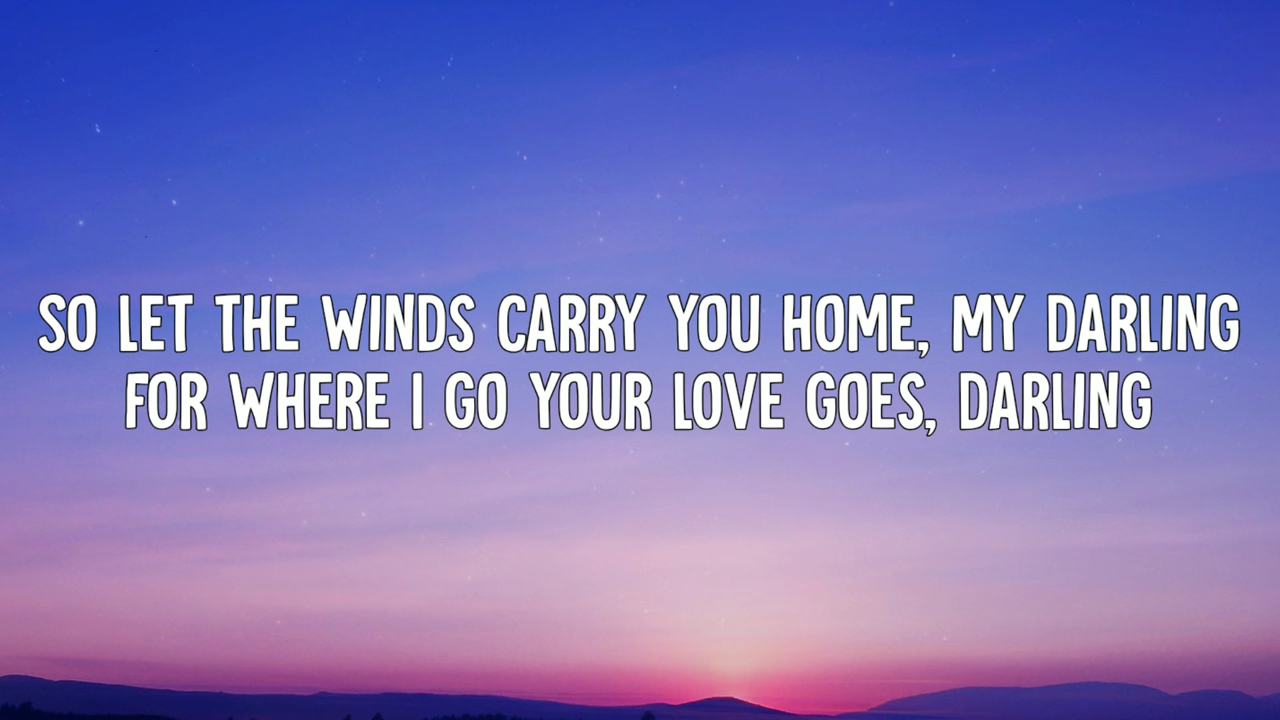 SO LET THE WINDS CARRY YOU HOME, MY DARLING
FOR WHERE I GO YOUR LOVE GOES, DARLING